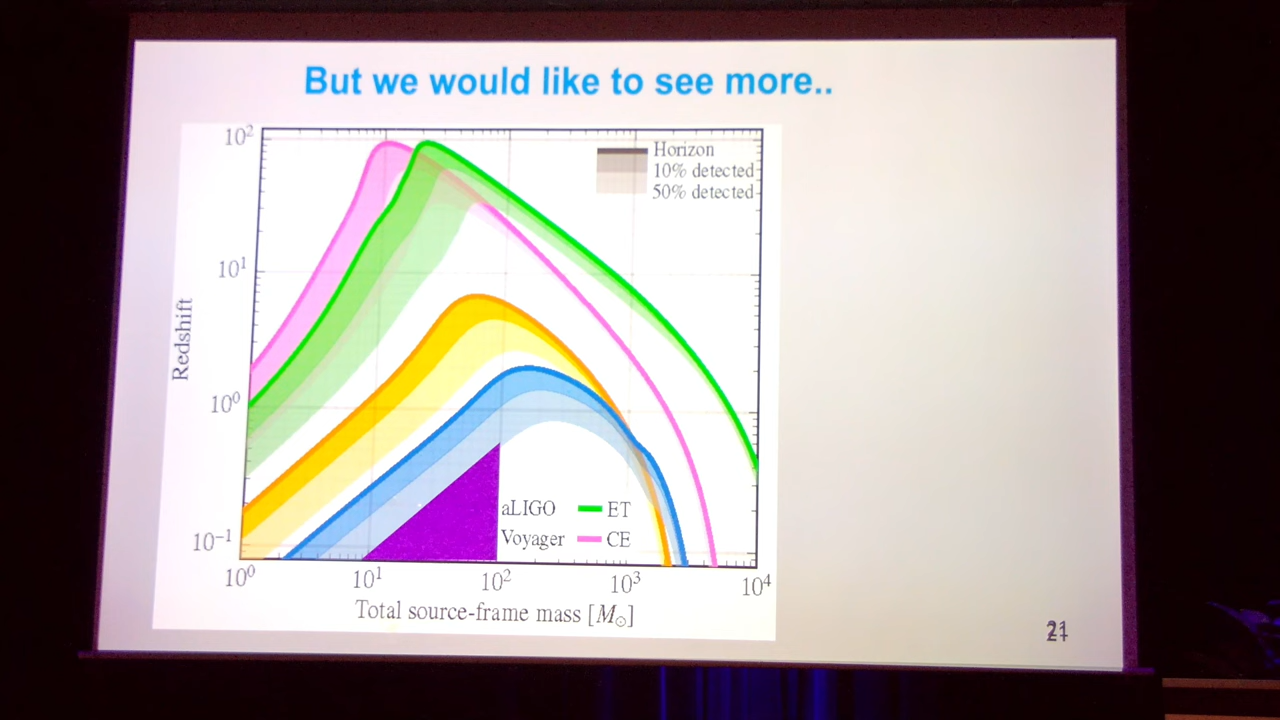 But we would like to see more..
10²
10¹
10⁰
10⁻¹
Redshift
Horizon
10% detected
50% detected
aLIGO
ET
Voyager
CE
10⁰
10¹
10²
10³
10⁴
Total source-frame mass [M☉]